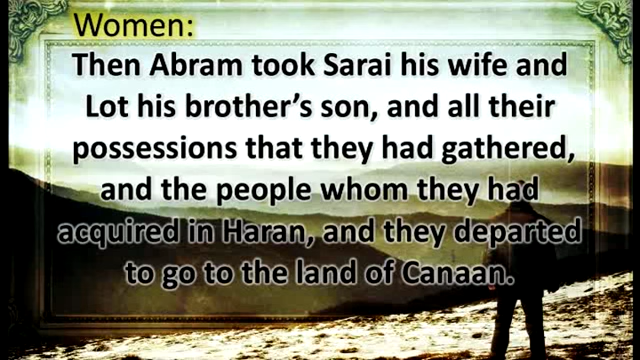 Women:
Then Abram took Sarai his wife and
Lot his brother’s son, and all their
possessions that they had gathered,
and the people whom they had
acquired in Haran, and they departed
to go to the land of Canaan.